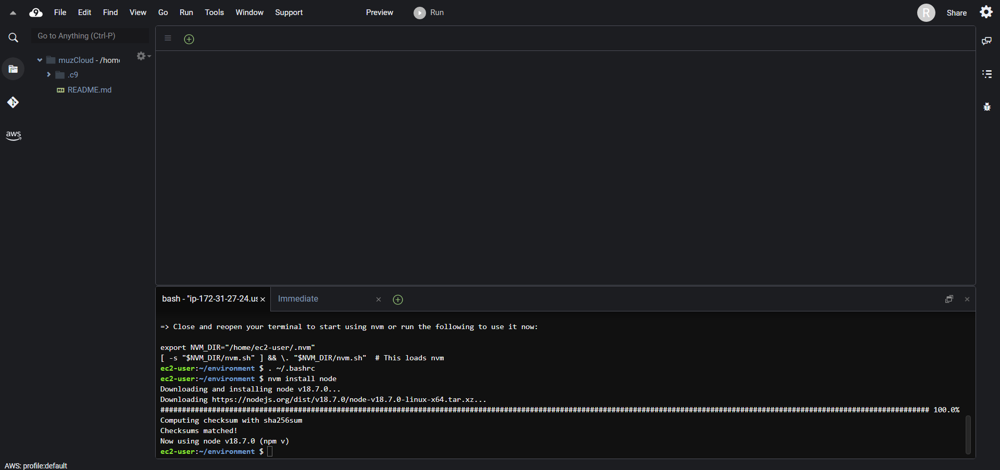 File Edit Find View Go Run Tools Window Support Preview Run R Share
Go to Anything (Ctrl-P)
muzCloud - /home
.c9
README.md
aws
bash - "ip-172-31-27-24.us
Immediate
=> Close and reopen your terminal to start using nvm or run the following to use it now:
export NVM_DIR="/home/ec2-user/.nvm"
[ -s "$NVM_DIR/nvm.sh" ] && \. "$NVM_DIR/nvm.sh"  # This loads nvm
ec2-user:~/environment $ . ~/.bashrc
ec2-user:~/environment $ nvm install node
Downloading and installing node v18.7.0...
Downloading https://nodejs.org/dist/v18.7.0/node-v18.7.0-linux-x64.tar.xz...
################################################################################################################################################################################### 100.0%
Computing checksum with sha256sum
Checksums matched!
Now using node v18.7.0 (npm v)
ec2-user:~/environment $
AWS: profile:default